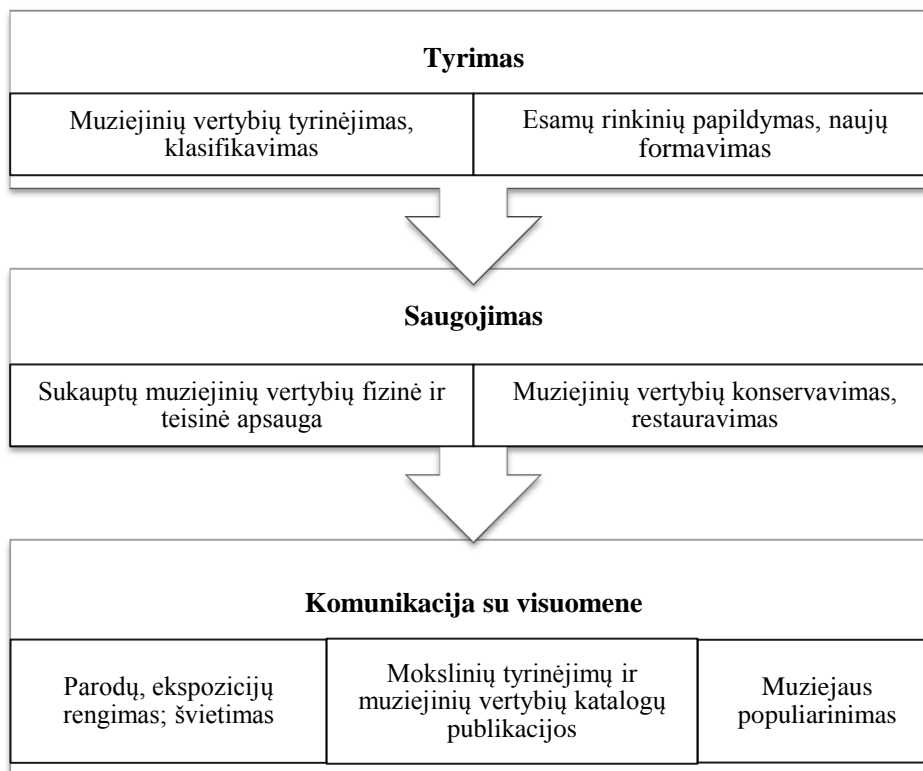 Tyrimas
Muziejinių vertybių tyrinėjimas,
klasifikavimas
Esamų rinkinių papildymas, naujų
formavimas
Saugojimas
Sukauptų muziejinių vertybių fizinė ir
teisinė apsauga
Muziejinių vertybių konservavimas,
restauravimas
Komunikacija su visuomene
Parodų, ekspozicijų
rengimas; švietimas
Mokslinių tyrinėjimų ir
muziejinių vertybių katalogų
publikacijos
Muziejaus
populiarinimas